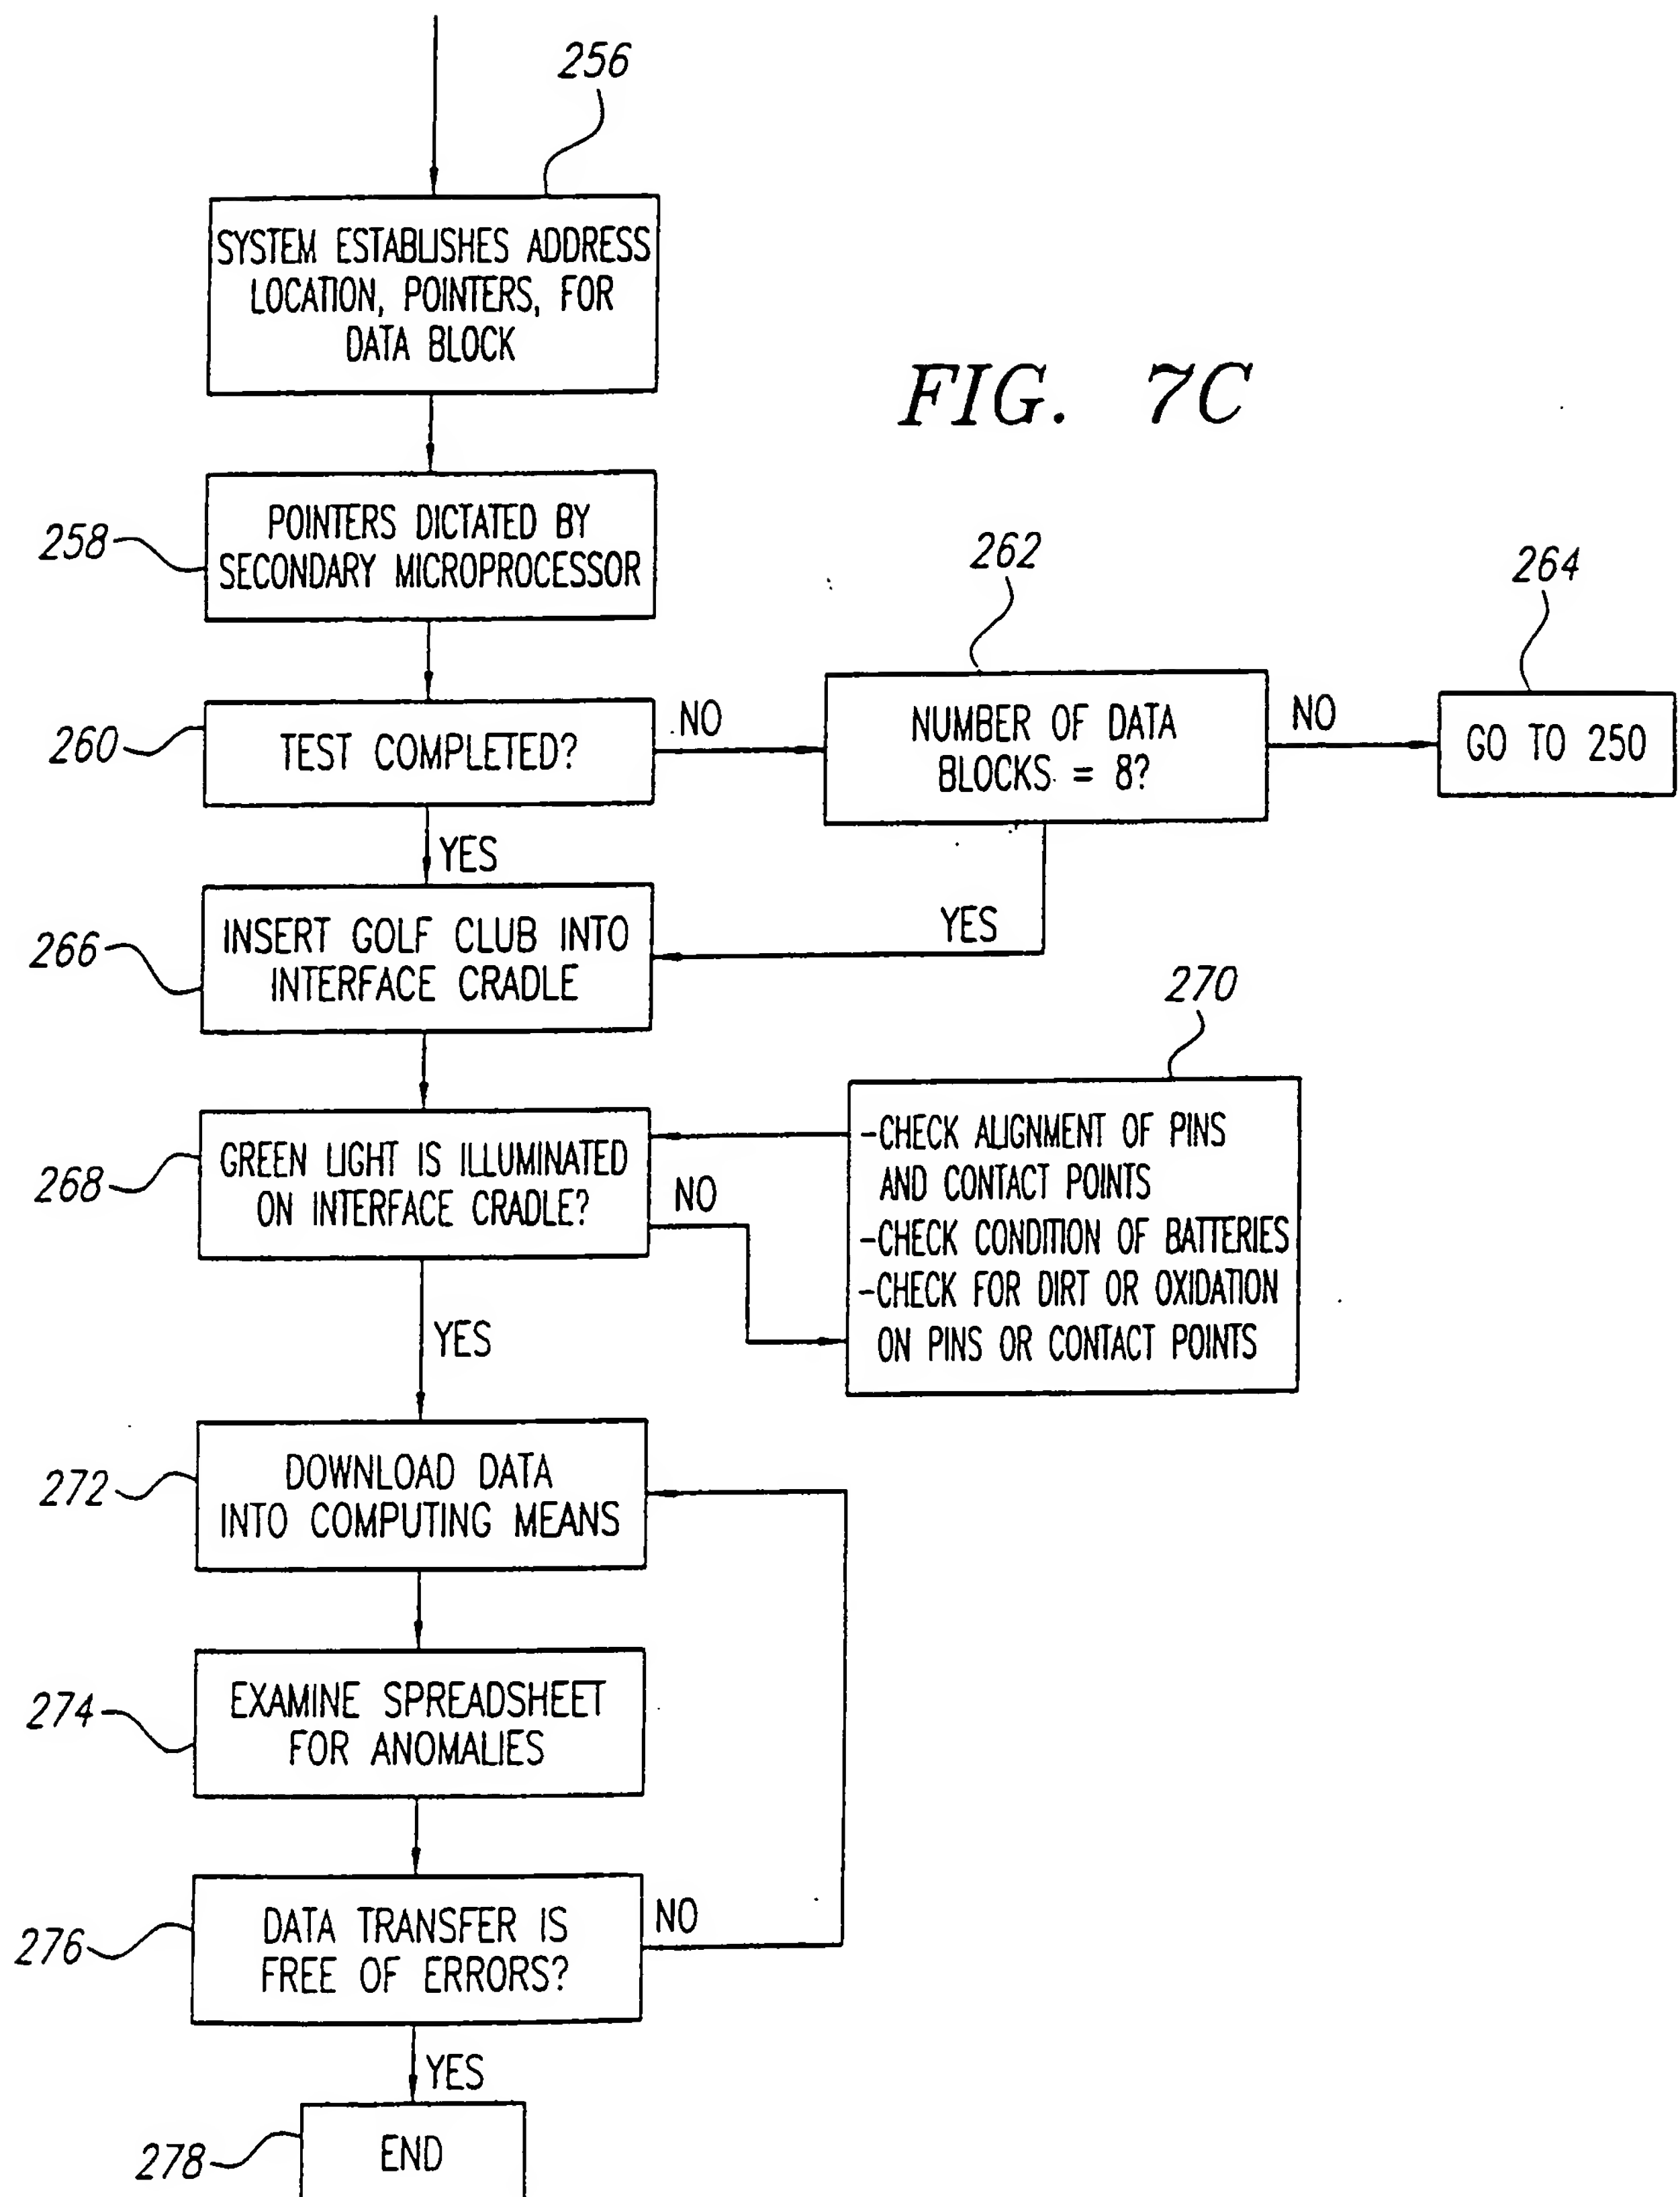 256
SYSTEM ESTABLISHES ADDRESS
LOCATION, POINTERS, FOR
DATA BLOCK
FIG. 7C
258
POINTERS DICTATED BY
SECONDARY MICROPROCESSOR
260
TEST COMPLETED?
NO
262
NUMBER OF DATA
BLOCKS = 8?
NO
264
GO TO 250
YES
YES
266
INSERT GOLF CLUB INTO
INTERFACE CRADLE
268
GREEN LIGHT IS ILLUMINATED
ON INTERFACE CRADLE?
NO
270
-CHECK ALIGNMENT OF PINS
AND CONTACT POINTS
-CHECK CONDITION OF BATTERIES
-CHECK FOR DIRT OR OXIDATION
ON PINS OR CONTACT POINTS
YES
272
DOWNLOAD DATA
INTO COMPUTING MEANS
274
EXAMINE SPREADSHEET
FOR ANOMALIES
276
DATA TRANSFER IS
FREE OF ERRORS?
NO
YES
278
END